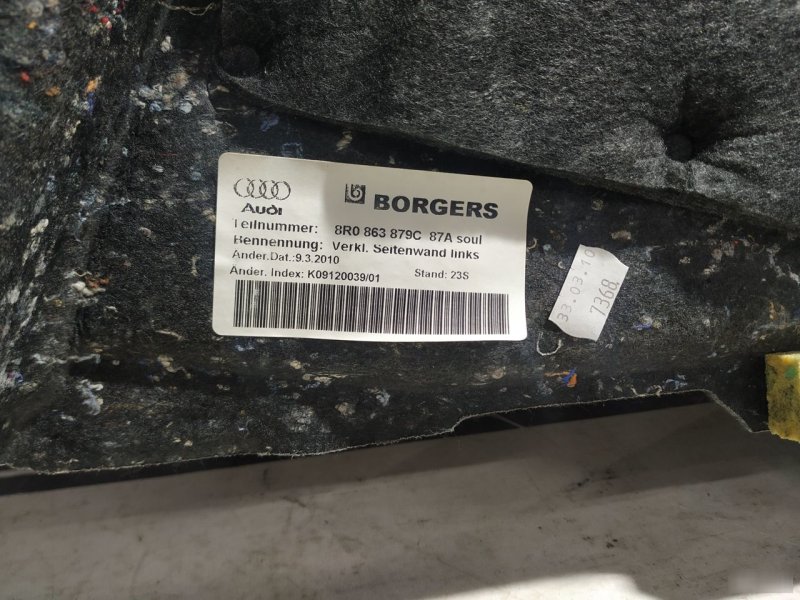 Audi
BORGERS
Teilnummer: 8R0 863 879C 87A soul
Bennennung: Verkl. Seitenwand links
Ander.Dat.:9.3.2010
Ander. Index: K09120039/01 Stand: 23S
33.03.10
7368